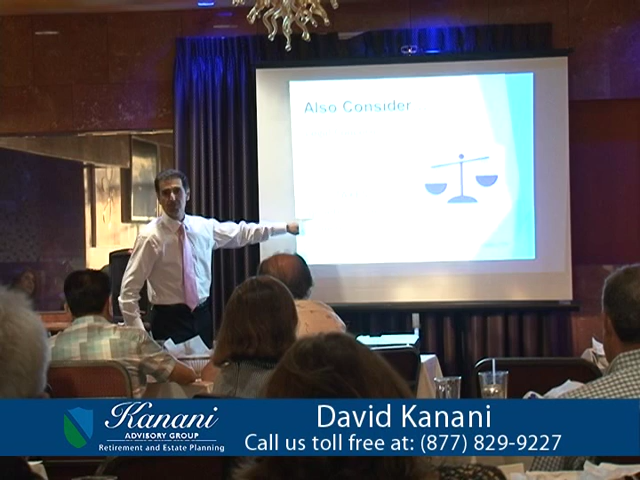 Also Consider
Kanani
ADVISORY GROUP
Retirement and Estate Planning
David Kanani
Call us toll free at: (877) 829-9227